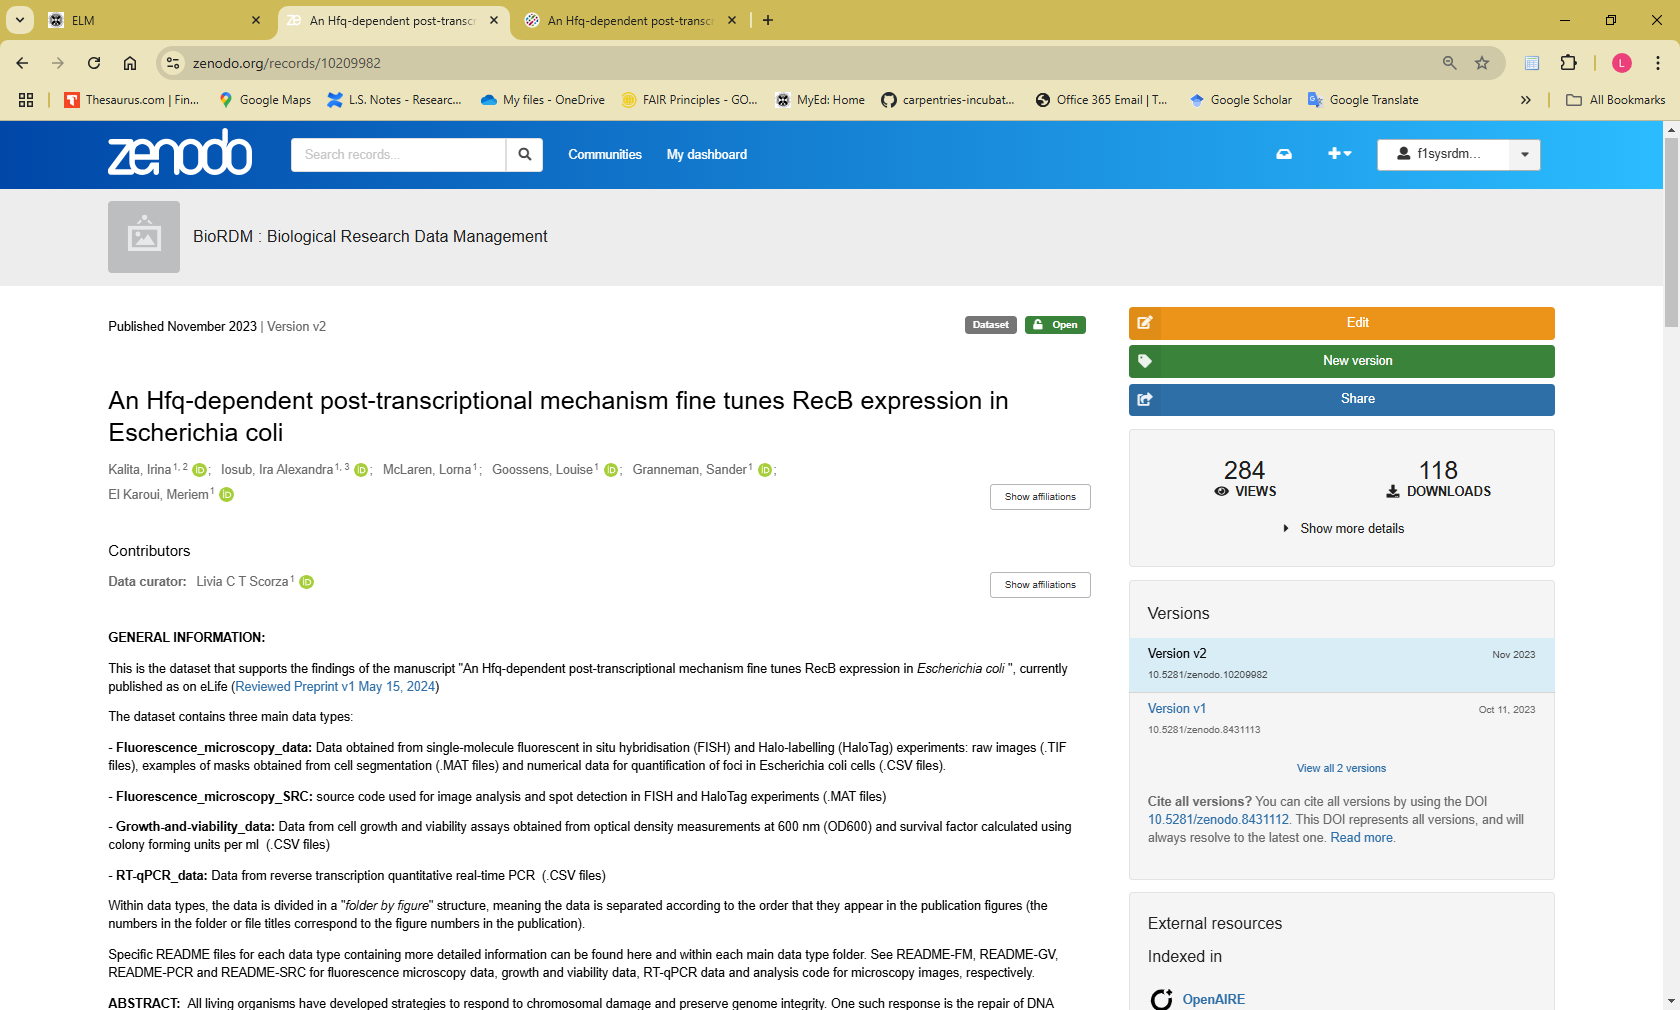 ELM
An Hfq-dependent post-transcr
An Hfq-dependent post-transcr
zenodo.org/records/10209982
L
Thesaurus.com | Fin...
Google Maps
L.S. Notes - Researc...
My files - OneDrive
FAIR Principles - GO...
MyEd: Home
carpentries-incubat...
Office 365 Email | T...
Google Scholar
Google Translate
All Bookmarks
zenodo
Search records...
Communities
My dashboard
f1sysrdm...
BioRDM : Biological Research Data Management
Published November 2023 | Version v2
Dataset
Open
An Hfq-dependent post-transcriptional mechanism fine tunes RecB expression in
Escherichia coli
Kalita, Irina 1, 2 iD ; Iosub, Ira Alexandra 1, 3 iD ; McLaren, Lorna 1 ; Goossens, Louise 1 iD ; Granneman, Sander 1 iD ;
El Karoui, Meriem 1 iD
Show affiliations
Contributors
Data curator: Livia C T Scorza 1 iD
Show affiliations
GENERAL INFORMATION:
This is the dataset that supports the findings of the manuscript "An Hfq-dependent post-transcriptional mechanism fine tunes RecB expression in Escherichia coli ", currently
published as on eLife (Reviewed Preprint v1 May 15, 2024)
The dataset contains three main data types:
- Fluorescence_microscopy_data: Data obtained from single-molecule fluorescent in situ hybridisation (FISH) and Halo-labelling (HaloTag) experiments: raw images (.TIF
files), examples of masks obtained from cell segmentation (.MAT files) and numerical data for quantification of foci in Escherichia coli cells (.CSV files).
- Fluorescence_microscopy_SRC: source code used for image analysis and spot detection in FISH and HaloTag experiments (.MAT files)
- Growth-and-viability_data: Data from cell growth and viability assays obtained from optical density measurements at 600 nm (OD600) and survival factor calculated using
colony forming units per ml (.CSV files)
- RT-qPCR_data: Data from reverse transcription quantitative real-time PCR (.CSV files)
Within data types, the data is divided in a "folder by figure" structure, meaning the data is separated according to the order that they appear in the publication figures (the
numbers in the folder or file titles correspond to the figure numbers in the publication).
Specific README files for each data type containing more detailed information can be found here and within each main data type folder. See README-FM, README-GV,
README-PCR and README-SRC for fluorescence microscopy data, growth and viability data, RT-qPCR data and analysis code for microscopy images, respectively.
ABSTRACT: All living organisms have developed strategies to respond to chromosomal damage and preserve genome integrity. One such response is the repair of DNA
Edit
New version
Share
284
VIEWS
118
DOWNLOADS
Show more details
Versions
Version v2
Nov 2023
10.5281/zenodo.10209982
Version v1
Oct 11, 2023
10.5281/zenodo.8431113
View all 2 versions
Cite all versions? You can cite all versions by using the DOI
10.5281/zenodo.8431112. This DOI represents all versions, and will
always resolve to the latest one. Read more.
External resources
Indexed in
OpenAIRE